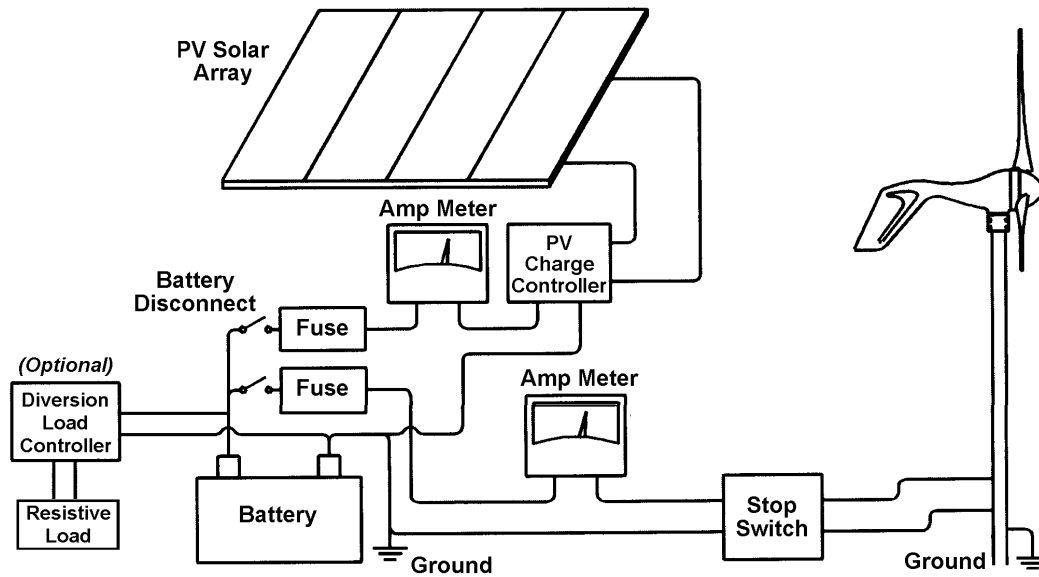 PV Solar
Array
Amp Meter
PV
Charge
Controller
Battery
Disconnect
Fuse
(Optional)
Diversion
Load
Controller
Fuse
Amp Meter
Resistive
Load
Battery
Stop
Switch
Ground
Ground